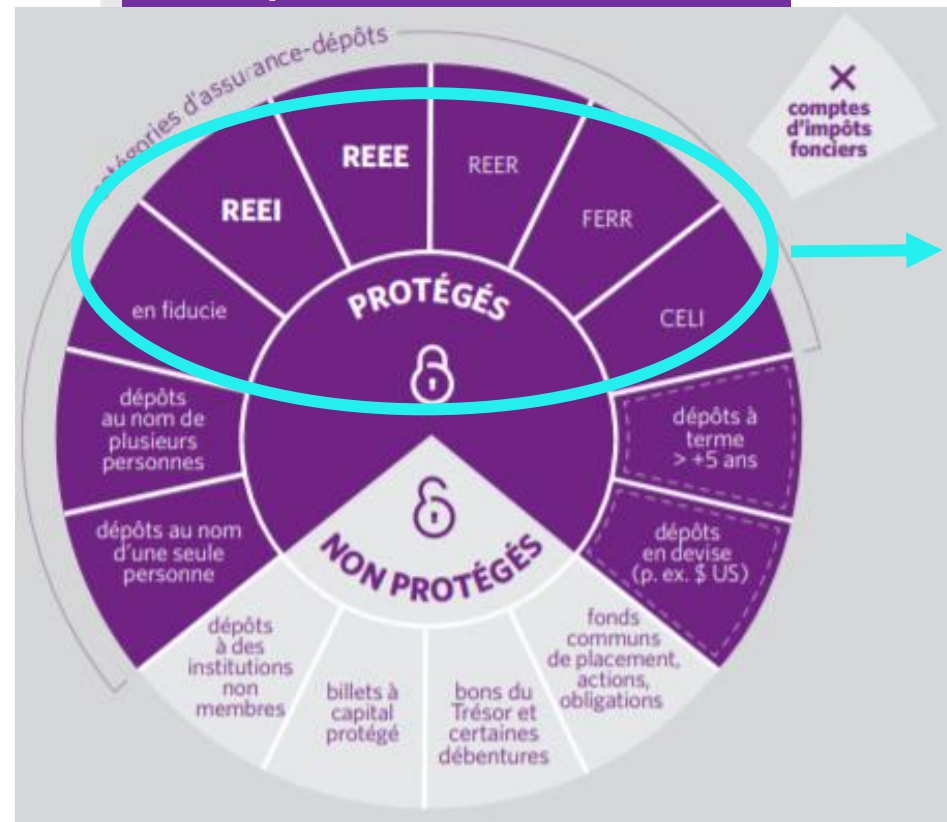 catégories d'assurance-dépôts
comptes
d'impôts
fonciers
REEI
REEE
REER
FERR
en fiducie
CELI
PROTÉGÉS
dépôts
au nom de
plusieurs
personnes
dépôts à
terme
> +5 ans
dépôts au nom
d'une seule
personne
dépôts
en devise
(p. ex. $ US)
NON PROTÉGÉS
dépôts
à des
institutions
non
membres
billets à
capital
protégé
bons du
Trésor et
certaines
débentures
fonds
communs
de placement,
actions,
obligations